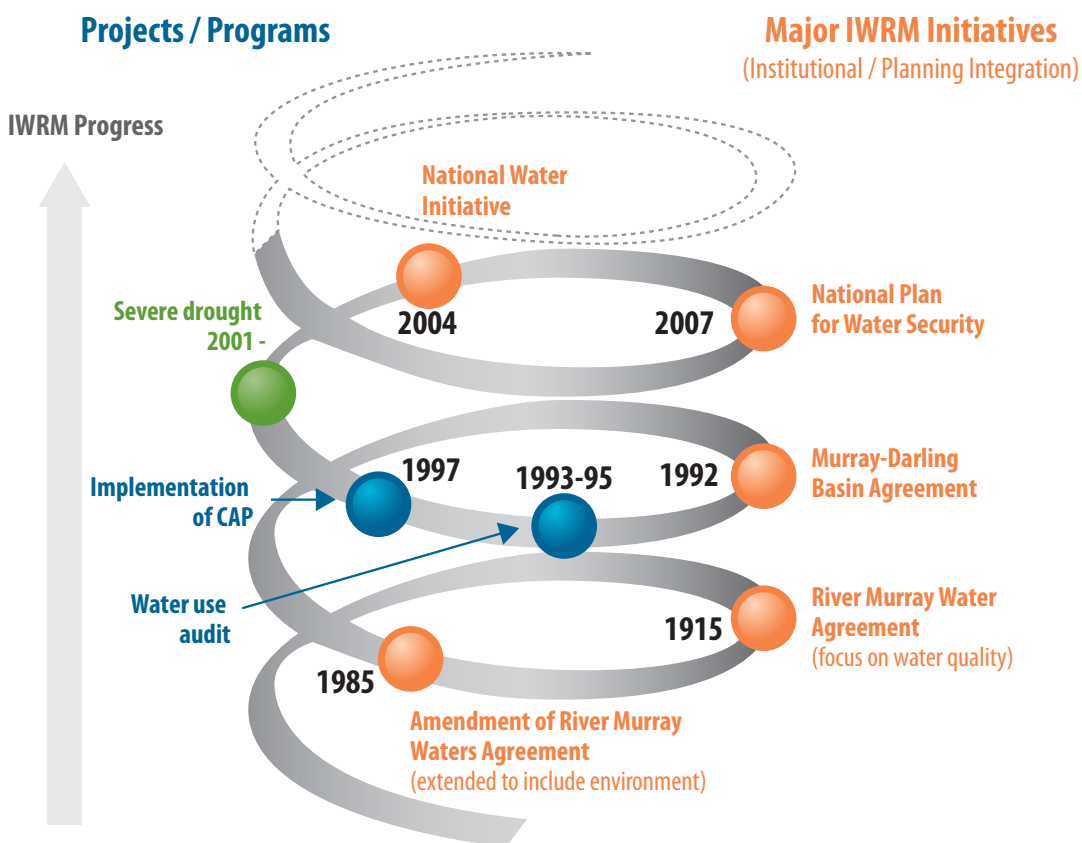 Projects / Programs
Major IWRM Initiatives
(Institutional / Planning Integration)
IWRM Progress
National Water
Initiative
Severe drought
2001 -
2004
2007
National Plan
for Water Security
Implementation
of CAP
1997
1993-95
1992
Murray-Darling
Basin Agreement
Water use
audit
1915
River Murray Water
Agreement
(focus on water quality)
1985
Amendment of River Murray
Waters Agreement
(extended to include environment)